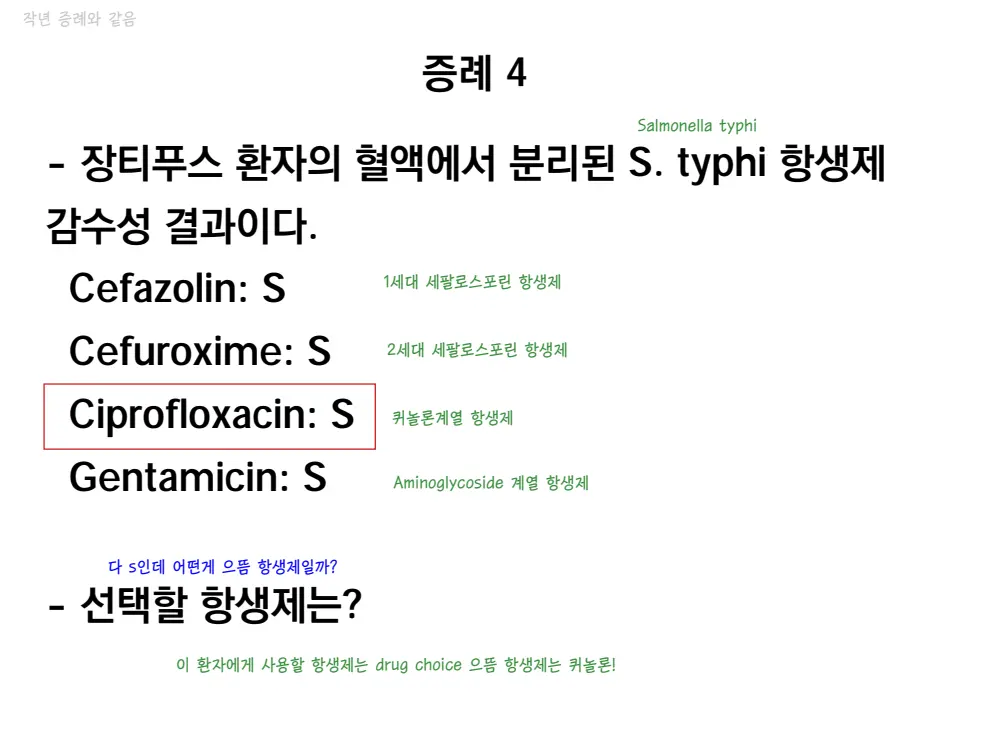 작년 증례와 같음
증례 4
Salmonella typhi
- 장티푸스 환자의 혈액에서 분리된 S. typhi 항생제
감수성 결과이다.
Cefazolin: S
1세대 세팔로스포린 항생제
Cefuroxime: S
2세대 세팔로스포린 항생제
Ciprofloxacin: S
퀴놀론계열 항생제
Gentamicin: S
Aminoglycoside 계열 항생제
다 s인데 어떤게 으뜸 항생제일까?
- 선택할 항생제는?
이 환자에게 사용할 항생제는 drug choice 으뜸 항생제는 퀴놀론!